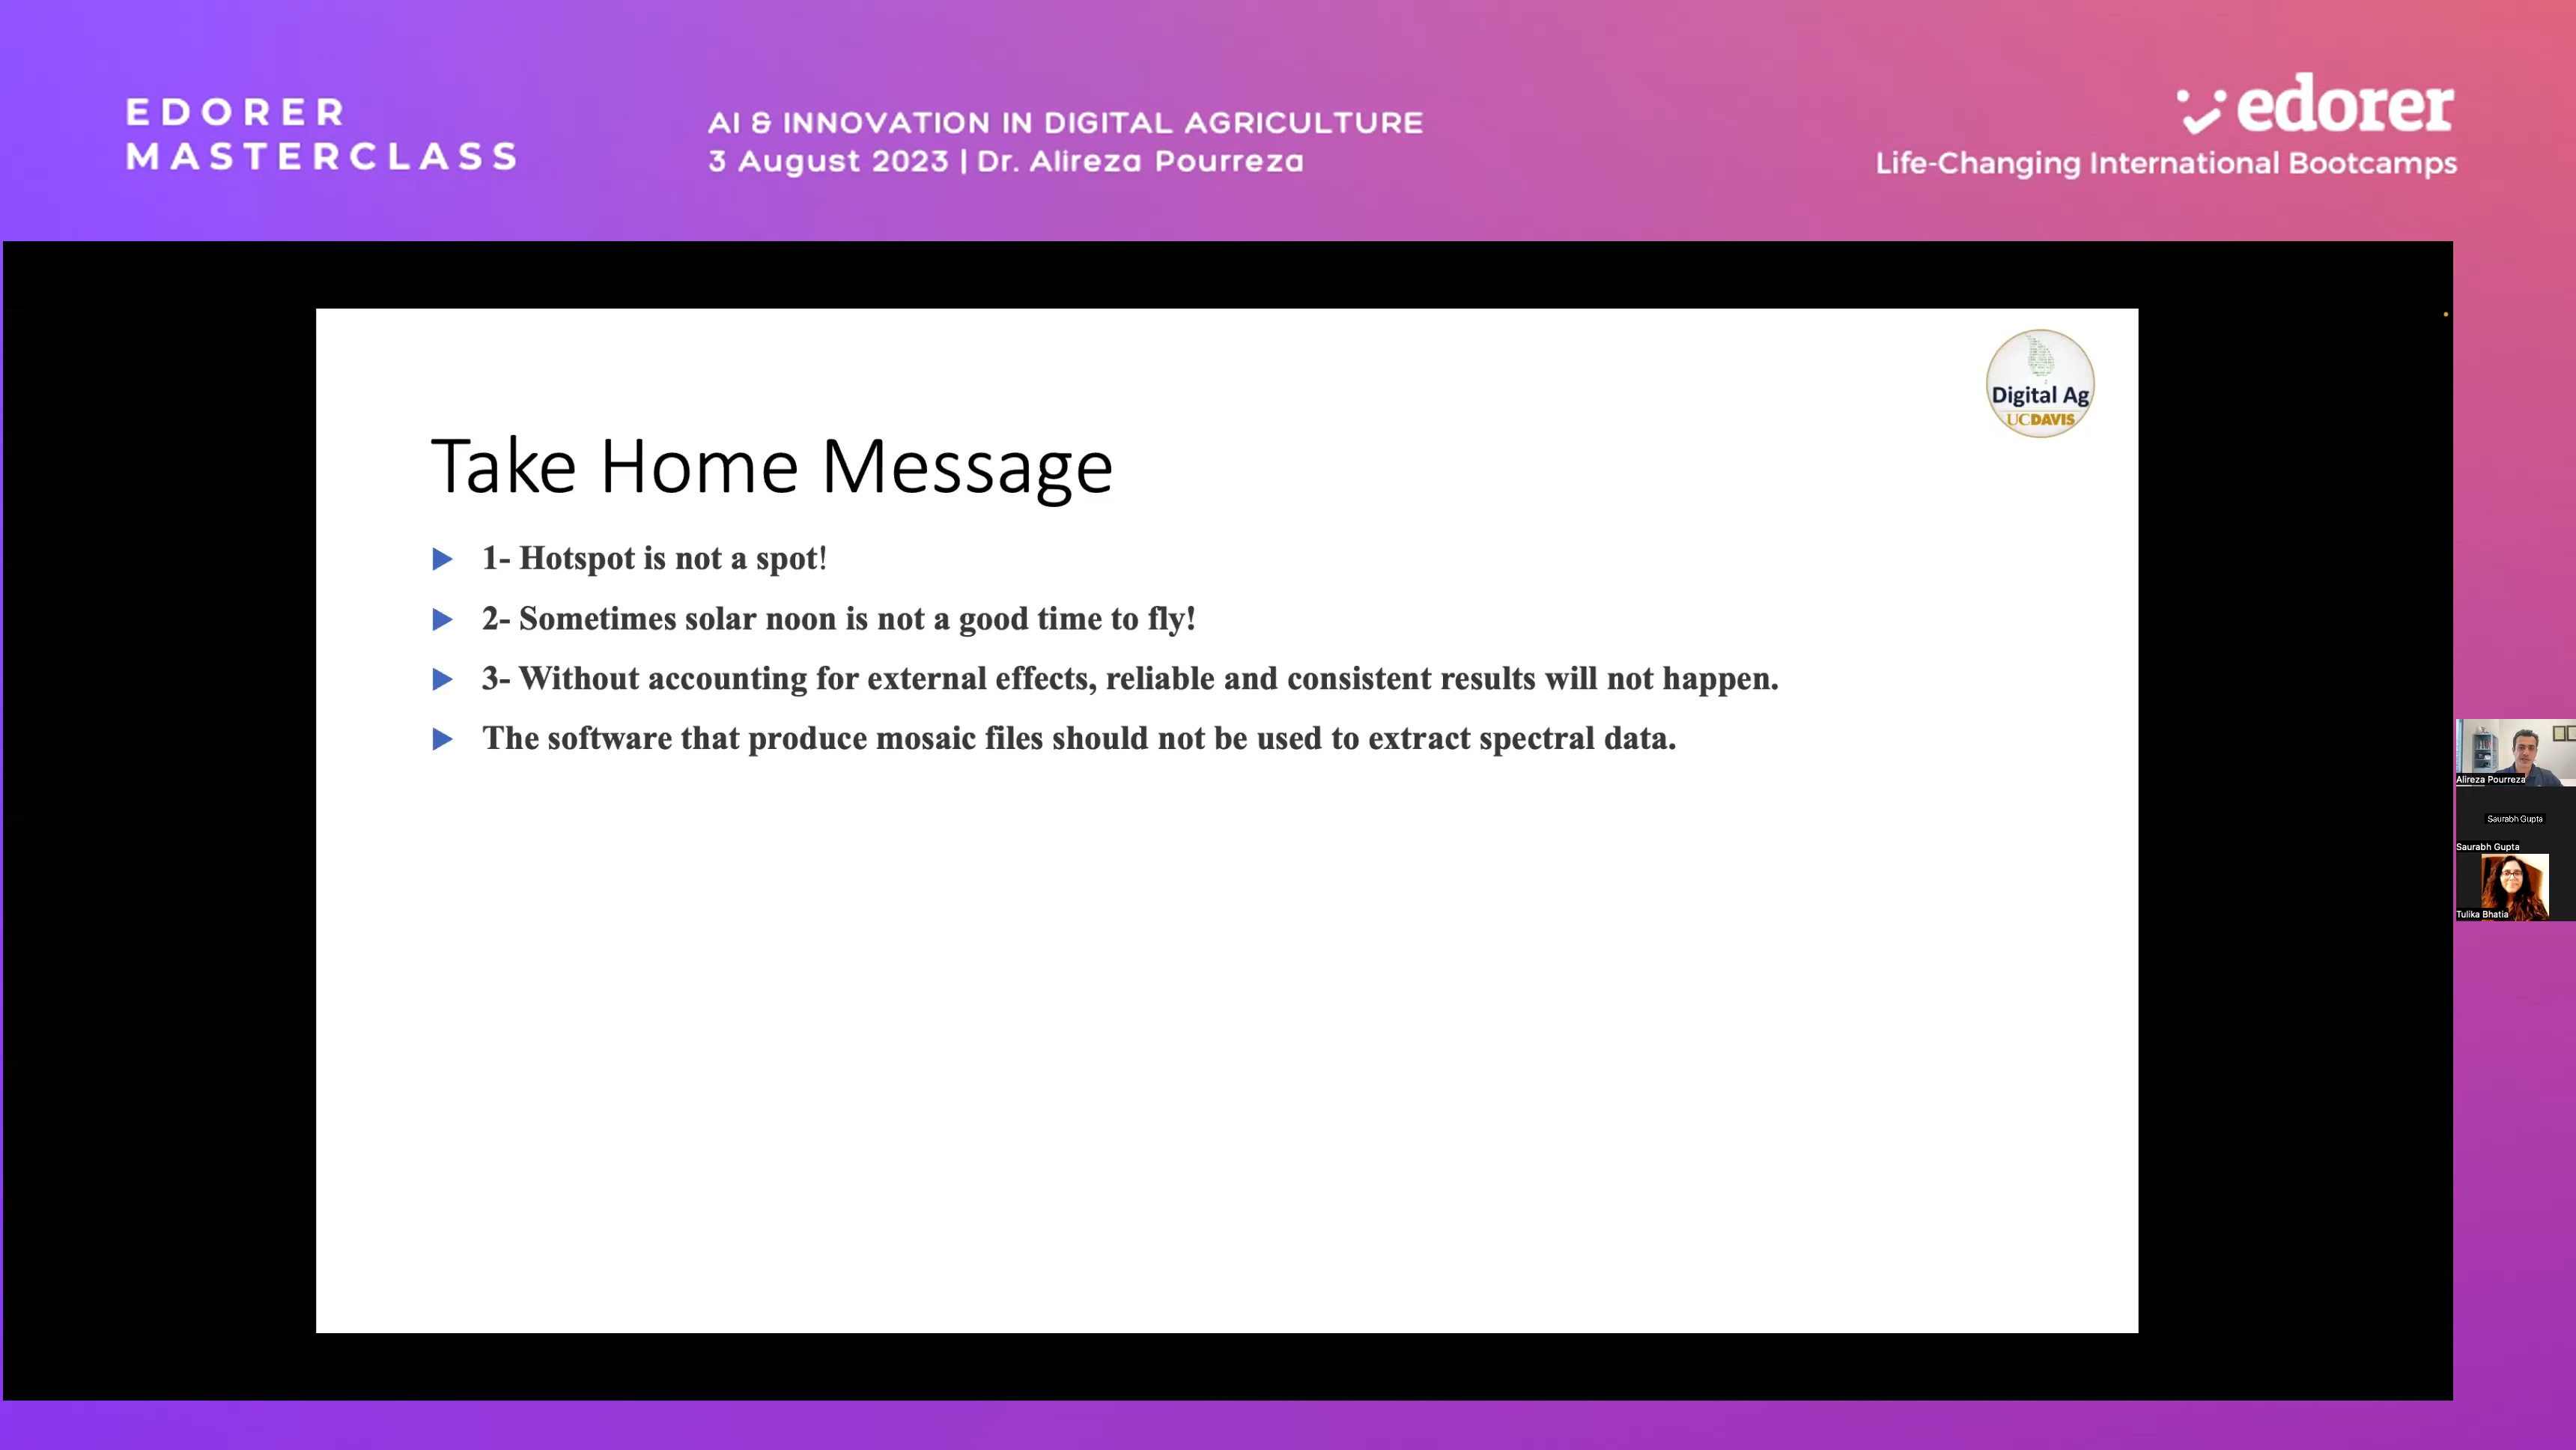 EDORER
MASTERCLASS
AI & INNOVATION IN DIGITAL AGRICULTURE
3 August 2023 | Dr. Alireza Pourreza
edorer
Life-Changing International Bootcamps
Digital Ag
UCDAVIS
Take Home Message
1- Hotspot is not a spot!
2- Sometimes solar noon is not a good time to fly!
3- Without accounting for external effects, reliable and consistent results will not happen.
The software that produce mosaic files should not be used to extract spectral data.
Alireza Pourreza
Saurabh Gupta
Saurabh Gupta
Tulika Bhatia